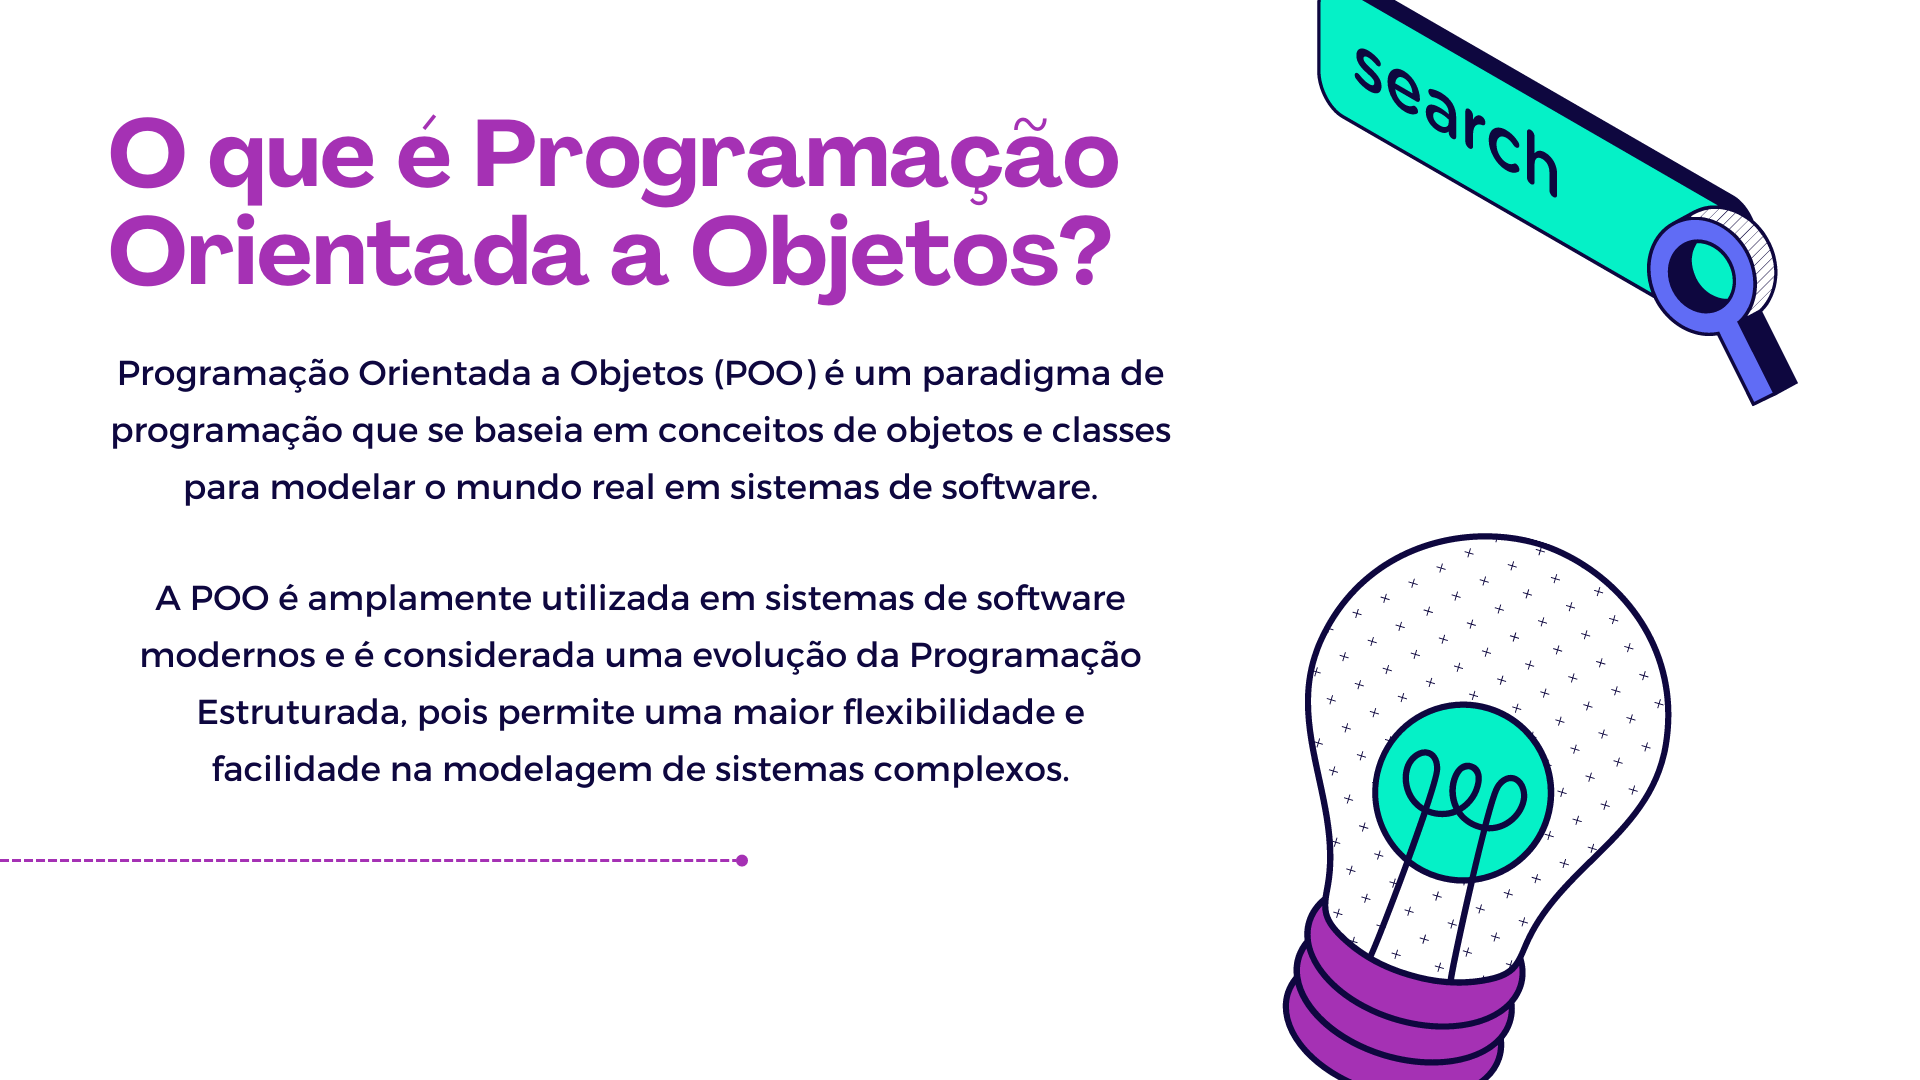 O que é Programação
Orientada a Objetos?
search
Programação Orientada a Objetos (POO) é um paradigma de
programação que se baseia em conceitos de objetos e classes
para modelar o mundo real em sistemas de software.
A POO é amplamente utilizada em sistemas de software
modernos e é considerada uma evolução da Programação
Estruturada, pois permite uma maior flexibilidade e
facilidade na modelagem de sistemas complexos.